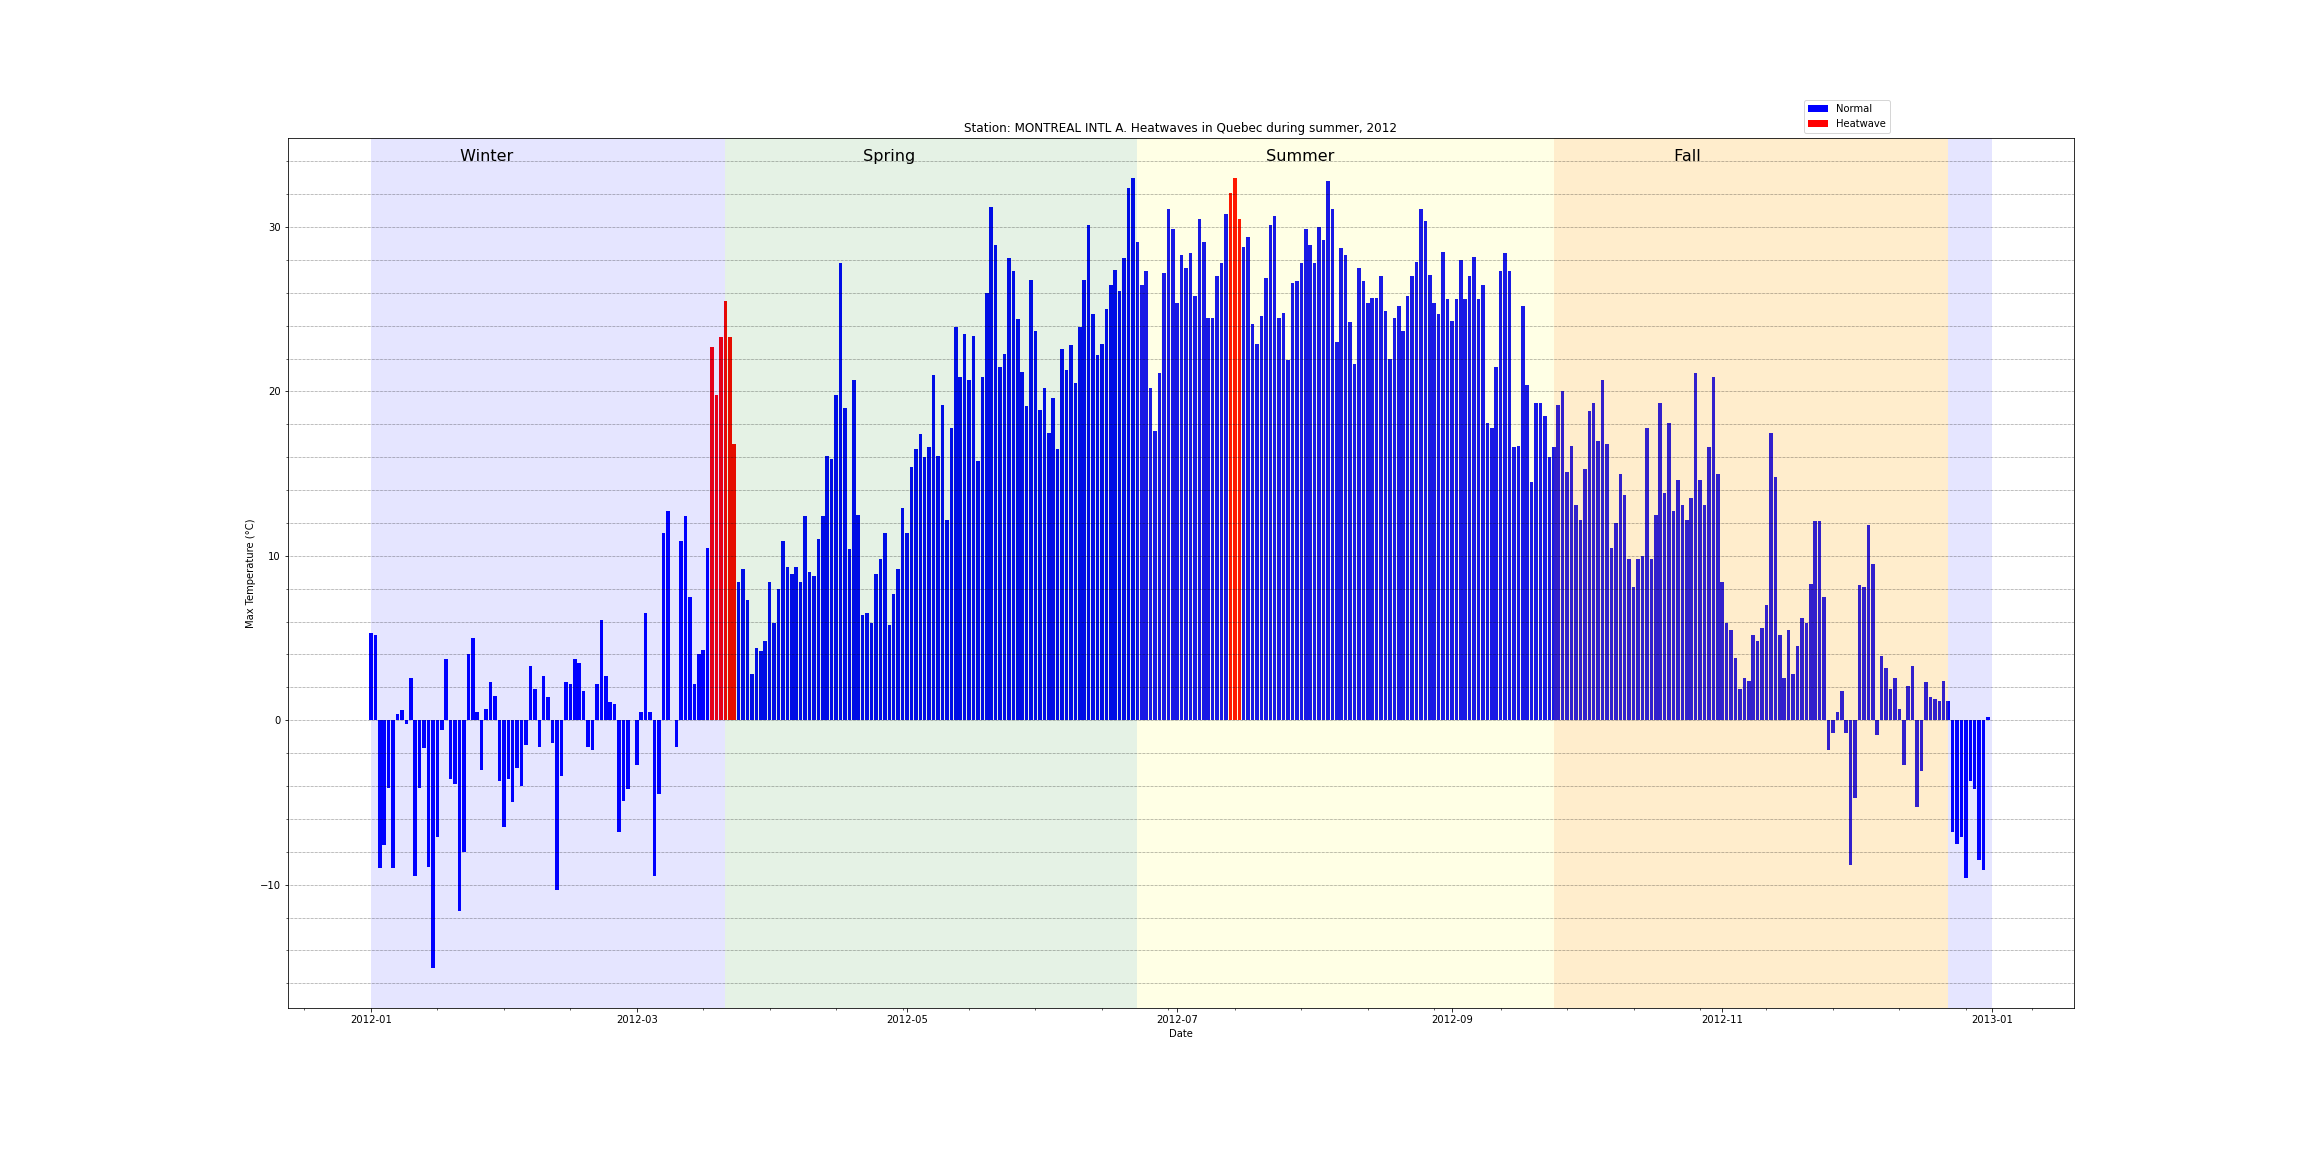 Normal
Heatwave
Station: MONTREAL INTL A. Heatwaves in Quebec during summer, 2012
Winter
Spring
Summer
Fall
30
20
10
0
−10
Max Temperature (°C)
2012-01
2012-03
2012-05
2012-07
2012-09
2012-11
2013-01
Date